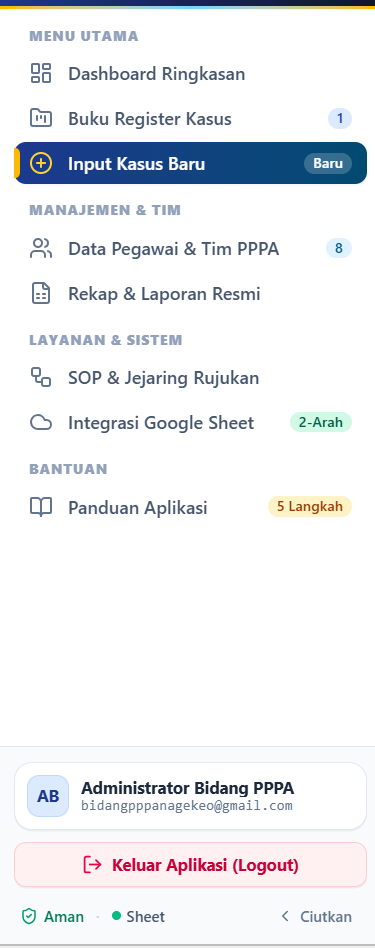 MENU UTAMA
Dashboard Ringkasan
Buku Register Kasus 1
Input Kasus Baru Baru
MANAJEMEN & TIM
Data Pegawai & Tim PPPA 8
Rekap & Laporan Resmi
LAYANAN & SISTEM
SOP & Jejaring Rujukan
Integrasi Google Sheet 2-Arah
BANTUAN
Panduan Aplikasi 5 Langkah
AB Administrator Bidang PPPA
bidangpppanagekeo@gmail.com
Keluar Aplikasi (Logout)
Aman · Sheet Ciutkan